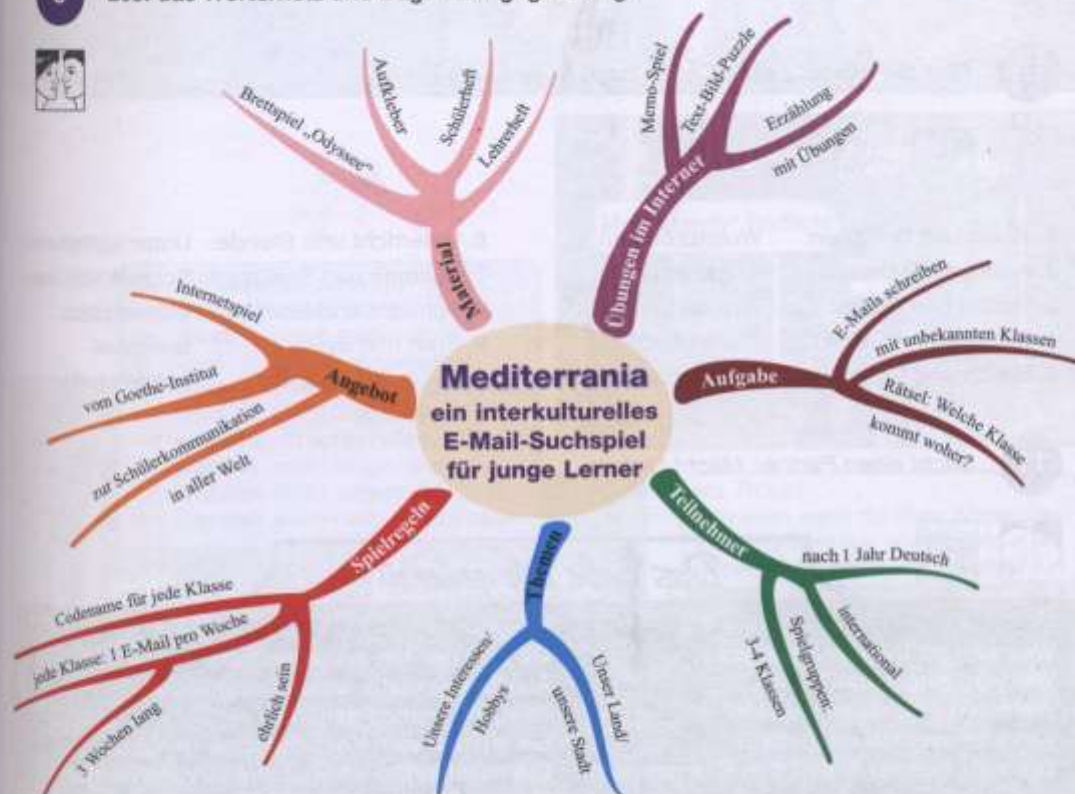 Mediterrania
ein interkulturelles
E-Mail-Suchspiel
für junge Lerner
Material
Brettspiel „Odyssee"
Aufkleber
Schülerheft
Lehrerheft
Übungen im Internet
Memo-Spiel
Text-Bild-Puzzle
Erzählung
mit Übungen
Aufgabe
E-Mails schreiben
mit unbekannten Klassen
Rätsel: Welche Klasse
kommt woher?
Teilnehmer
nach 1 Jahr Deutsch
international
Spielgruppen:
3-4 Klassen
Themen
Unser Land/
unsere Stadt
Unsere Interessen/
Hobbys
Spielregeln
Codename für jede Klasse
jede Klasse: 1 E-Mail pro Woche
3 Wochen lang
ehrlich sein
Angebot
Internetspiel
vom Goethe-Institut
zur Schülerkommunikation
in aller Welt